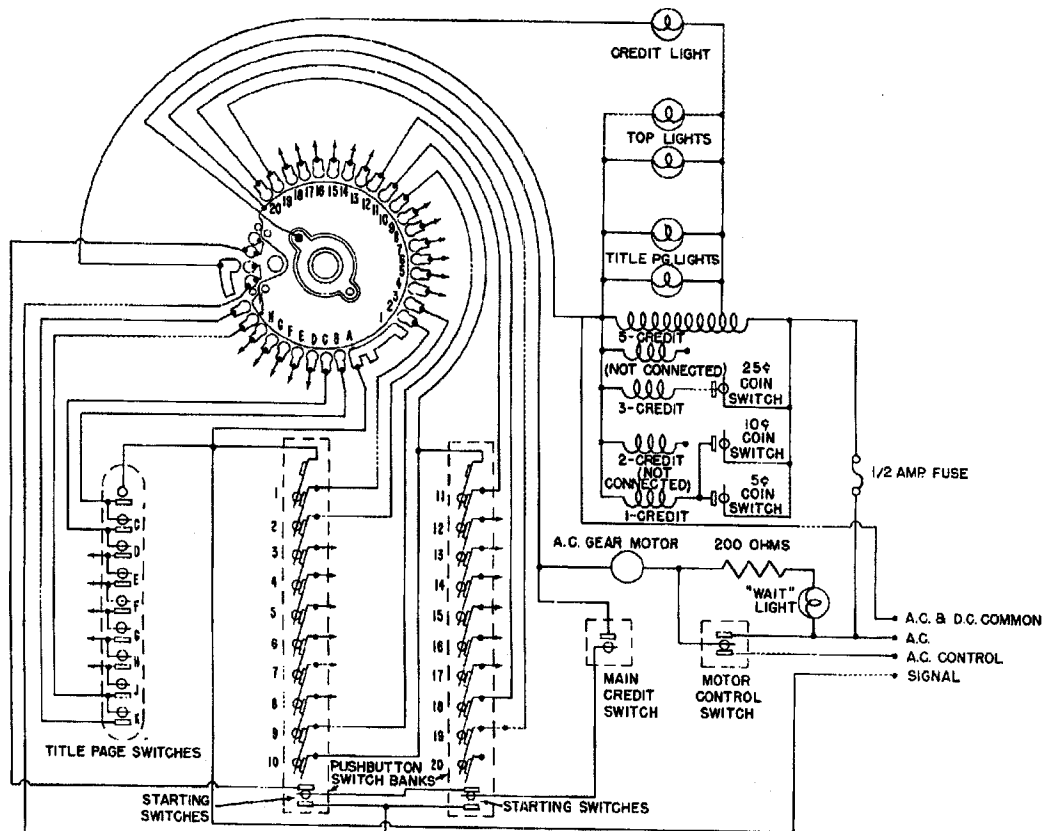 CREDIT LIGHT
TOP LIGHTS
TITLE PG. LIGHTS
20 19 18 17 16 15 14 13 12 11 10 9 8 7 6 5 4 3 2 1
H G F E D C B A
5-CREDIT
(NOT CONNECTED)
3-CREDIT
2-CREDIT
(NOT
CONNECTED)
1-CREDIT
25¢
COIN
SWITCH
10¢
COIN
SWITCH
5¢
COIN
SWITCH
1/2 AMP. FUSE
A.C. GEAR MOTOR
200 OHMS
"WAIT"
LIGHT
A.C. & D.C. COMMON
A.C.
A.C. CONTROL
SIGNAL
MAIN
CREDIT
SWITCH
MOTOR
CONTROL
SWITCH
C
D
E
F
G
H
J
K
TITLE PAGE SWITCHES
1
2
3
4
5
6
7
8
9
10
11
12
13
14
15
16
17
18
19
20
PUSHBUTTON
SWITCH BANKS
STARTING
SWITCHES
STARTING SWITCHES